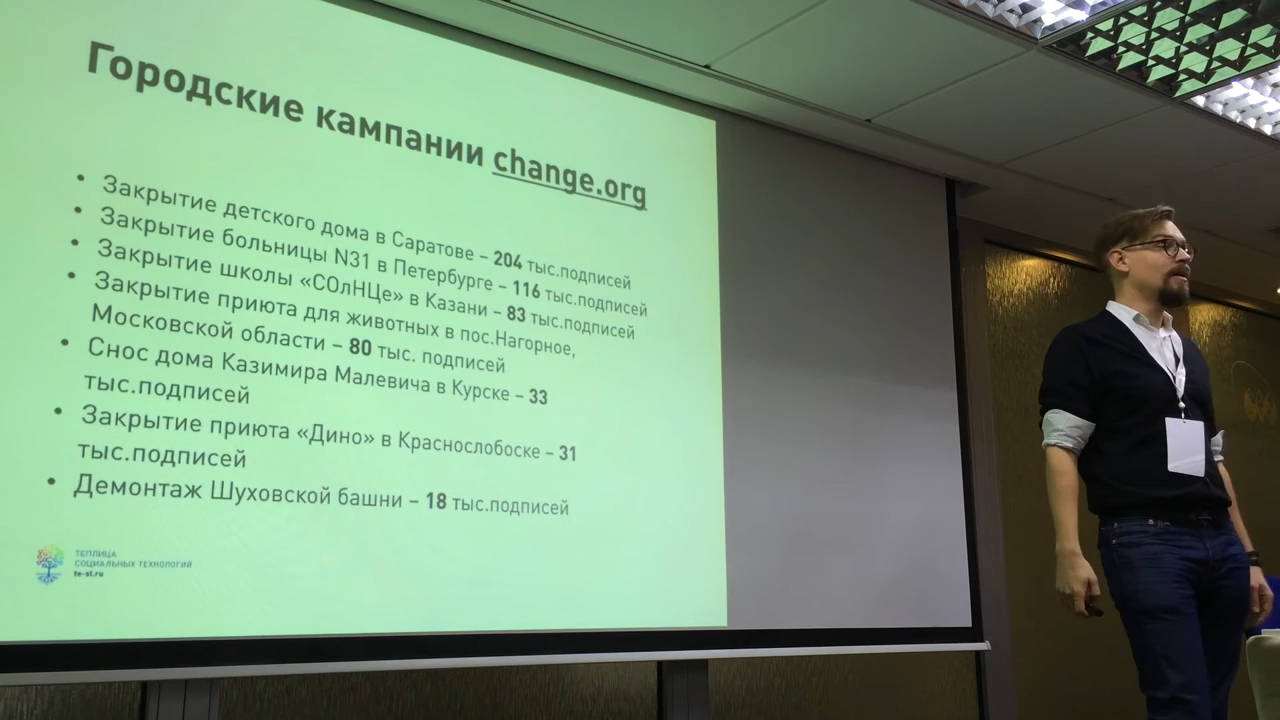 Городские кампании change.org
• Закрытие детского дома в Саратове – 204 тыс.подписей
• Закрытие больницы N31 в Петербурге – 116 тыс.подписей
• Закрытие школы «СОлНЦе» в Казани – 83 тыс.подписей
• Закрытие приюта для животных в пос.Нагорное,
Московской области – 80 тыс. подписей
• Снос дома Казимира Малевича в Курске – 33
тыс.подписей
• Закрытие приюта «Дино» в Краснослобоске – 31
тыс.подписей
• Демонтаж Шуховской башни – 18 тыс.подписей
ТЕПЛИЦА
СОЦИАЛЬНЫХ ТЕХНОЛОГИЙ
te-st.ru